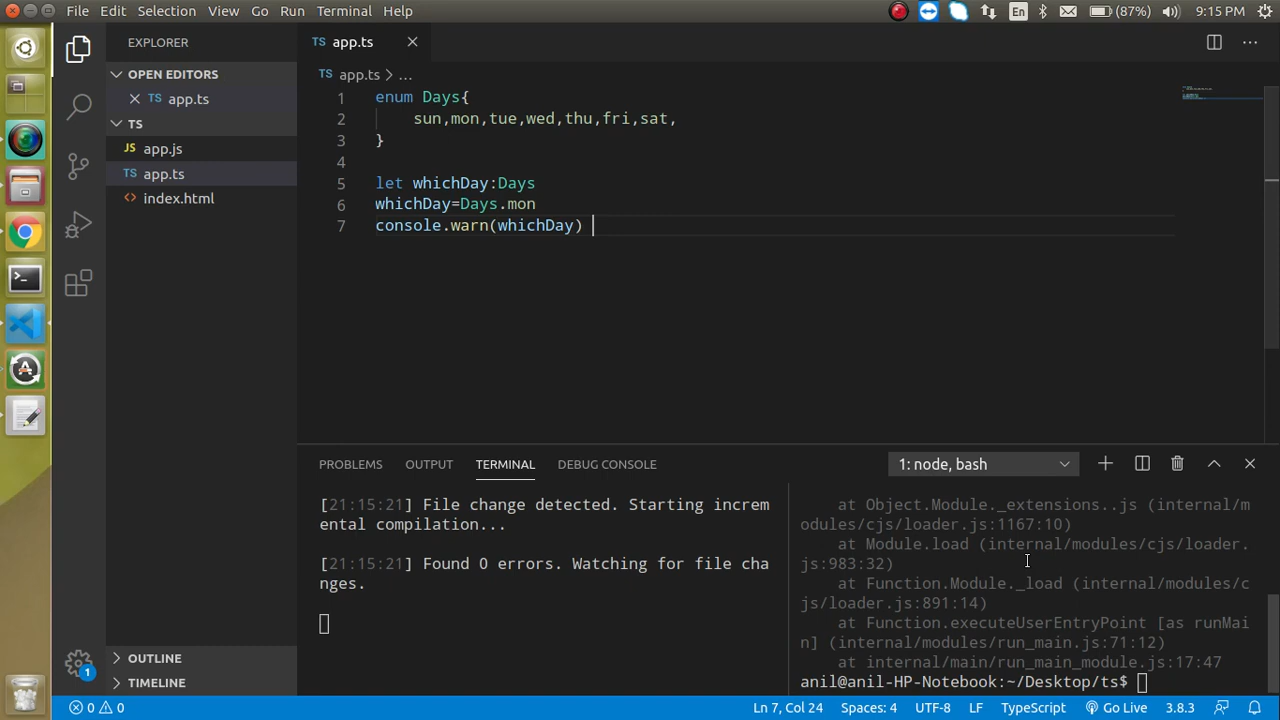 File Edit Selection View Go Run Terminal Help En (87%) 9:15 PM
EXPLORER
OPEN EDITORS
TS app.ts
TS
app.js
TS app.ts
<> index.html
OUTLINE
TIMELINE
TS app.ts
TS app.ts > ...
1 enum Days{
2 sun,mon,tue,wed,thu,fri,sat,
3 }
4
5 let whichDay:Days
6 whichDay=Days.mon
7 console.warn(whichDay)
PROBLEMS OUTPUT TERMINAL DEBUG CONSOLE 1: node, bash
[21:15:21] File change detected. Starting increm
ental compilation...
[21:15:21] Found 0 errors. Watching for file cha
nges.
at Object.Module._extensions..js (internal/m
odules/cjs/loader.js:1167:10)
at Module.load (internal/modules/cjs/loader.
js:983:32)
at Function.Module._load (internal/modules/c
js/loader.js:891:14)
at Function.executeUserEntryPoint [as runMai
n] (internal/modules/run_main.js:71:12)
at internal/main/run_main_module.js:17:47
anil@anil-HP-Notebook:~/Desktop/ts$
1
0 0 Ln 7, Col 24 Spaces: 4 UTF-8 LF TypeScript Go Live 3.8.3